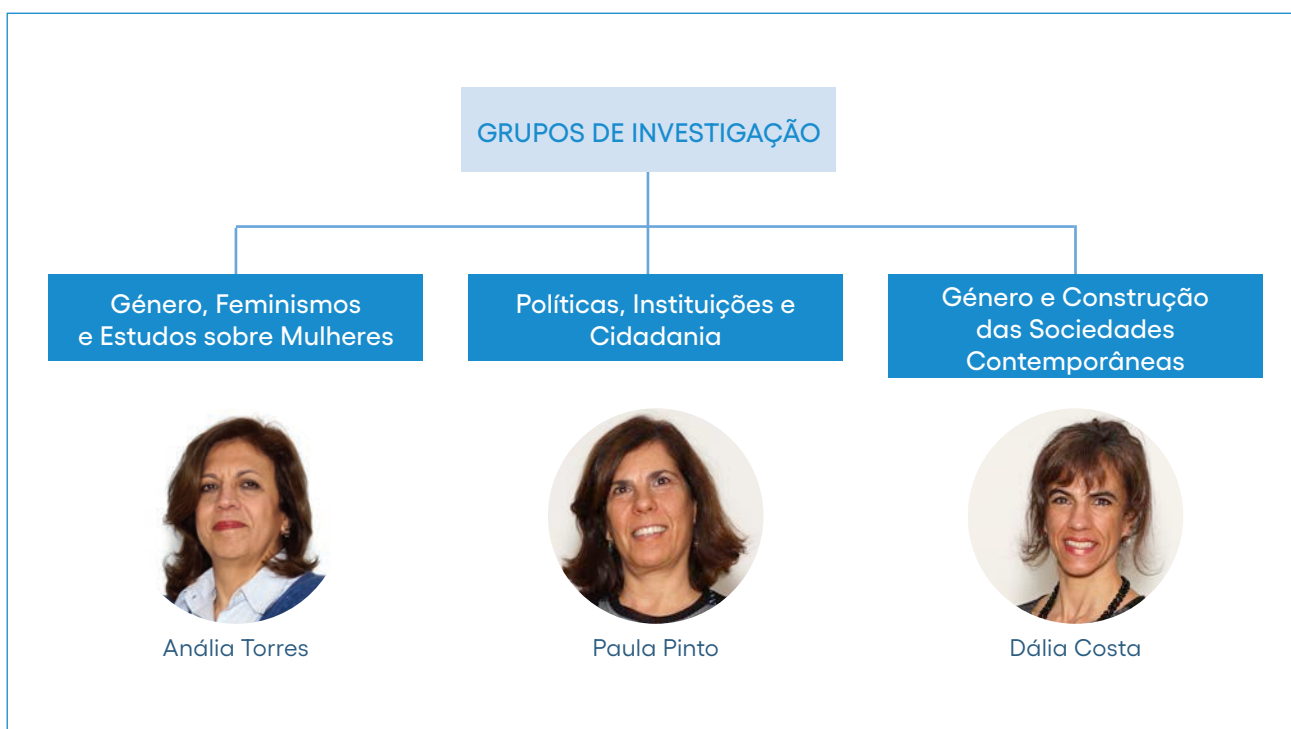 GRUPOS DE INVESTIGAÇÃO
Género, Feminismos
e Estudos sobre Mulheres
Políticas, Instituições e
Cidadania
Género e Construção
das Sociedades
Contemporâneas
Anália Torres
Paula Pinto
Dália Costa